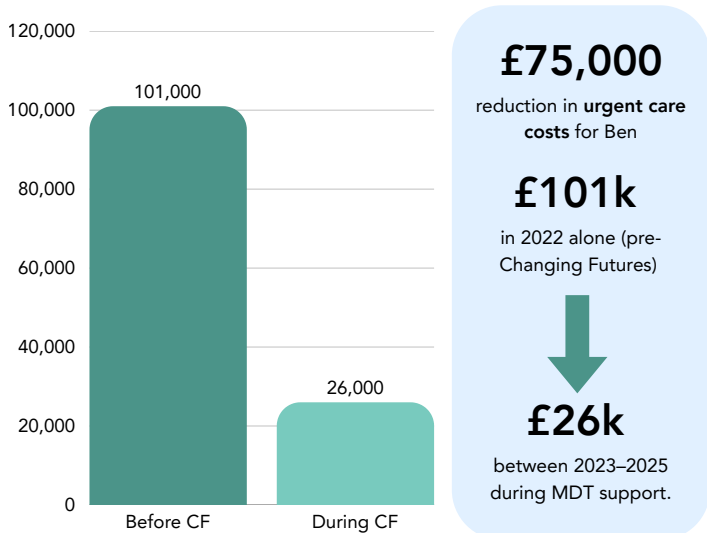 120,000
100,000
80,000
60,000
40,000
20,000
0
101,000
26,000
Before CF
During CF
£75,000
reduction in urgent care
costs for Ben
£101k
in 2022 alone (pre-
Changing Futures)
£26k
between 2023–2025
during MDT support.